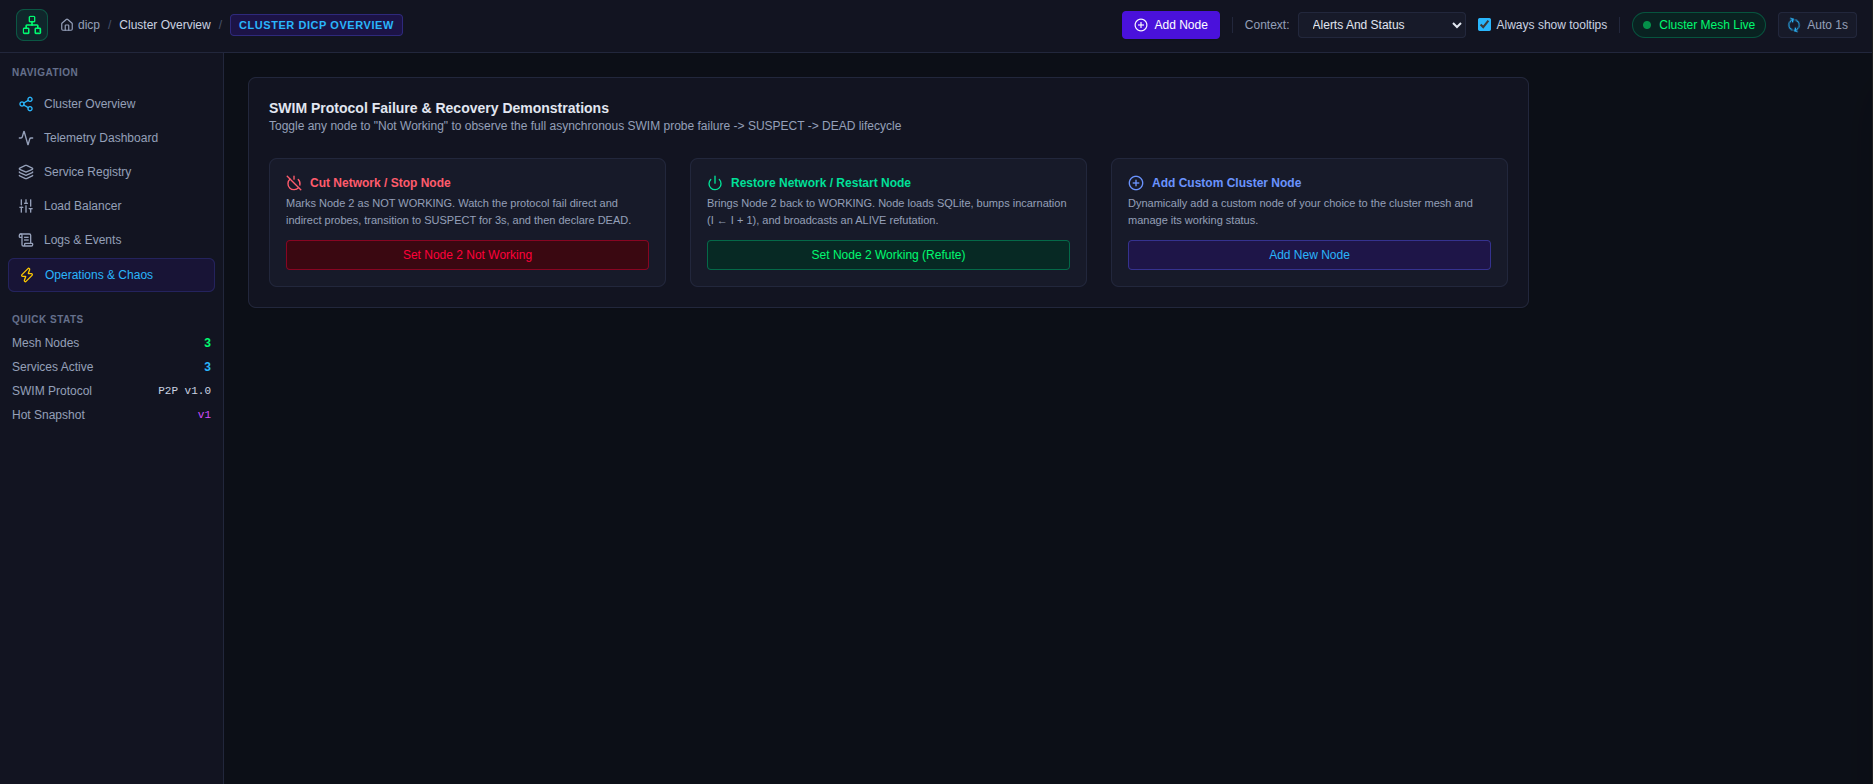 dicp / Cluster Overview / CLUSTER DICP OVERVIEW
Add Node
Context: Alerts And Status
Always show tooltips
Cluster Mesh Live
Auto 1s
NAVIGATION
Cluster Overview
Telemetry Dashboard
Service Registry
Load Balancer
Logs & Events
Operations & Chaos
QUICK STATS
Mesh Nodes 3
Services Active 3
SWIM Protocol P2P v1.0
Hot Snapshot v1
SWIM Protocol Failure & Recovery Demonstrations
Toggle any node to "Not Working" to observe the full asynchronous SWIM probe failure -> SUSPECT -> DEAD lifecycle
Cut Network / Stop Node
Marks Node 2 as NOT WORKING. Watch the protocol fail direct and
indirect probes, transition to SUSPECT for 3s, and then declare DEAD.
Set Node 2 Not Working
Restore Network / Restart Node
Brings Node 2 back to WORKING. Node loads SQLite, bumps incarnation
(I ← I + 1), and broadcasts an ALIVE refutation.
Set Node 2 Working (Refute)
Add Custom Cluster Node
Dynamically add a custom node of your choice to the cluster mesh and
manage its working status.
Add New Node